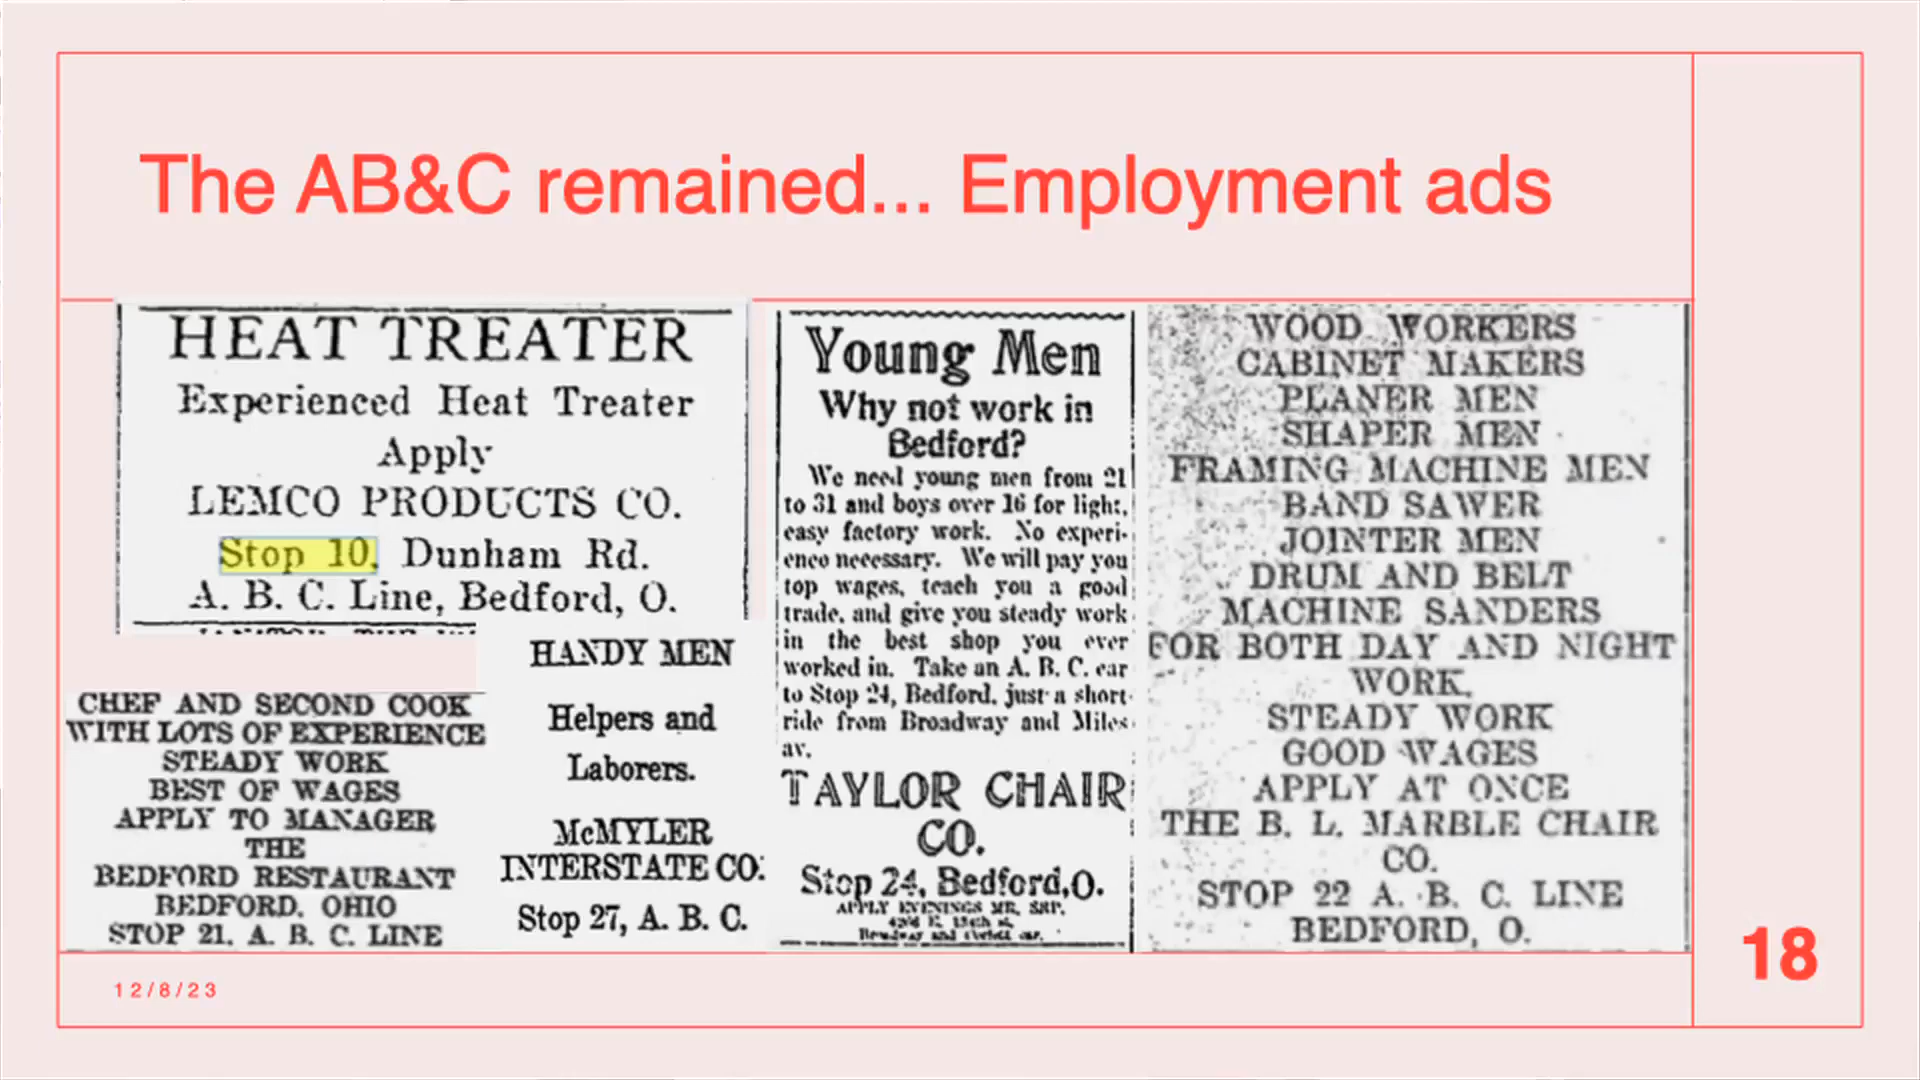 The AB&C remained... Employment ads
HEAT TREATER
Experienced Heat Treater
Apply
LEMCO PRODUCTS CO.
Stop 10, Dunham Rd.
A. B. C. Line, Bedford, O.
CHEF AND SECOND COOK
WITH LOTS OF EXPERIENCE
STEADY WORK
BEST OF WAGES
APPLY TO MANAGER
THE
BEDFORD RESTAURANT
BEDFORD, OHIO
STOP 21, A. B. C. LINE
HANDY MEN
Helpers and
Laborers.
McMYLER
INTERSTATE CO.
Stop 27, A. B. C.
Young Men
Why not work in
Bedford?
We need young men from 21
to 31 and boys over 16 for light,
easy factory work. No experi-
ence necessary. We will pay you
top wages, teach you a good
trade, and give you steady work
in the best shop you ever
worked in. Take an A. B. C. car
to Stop 24, Bedford, just a short
ride from Broadway and Miles
av.
TAYLOR CHAIR
CO.
Stop 24, Bedford, O.
APPLY EVENINGS MR.
Broadway and car.
WOOD WORKERS
CABINET MAKERS
PLANER MEN
SHAPER MEN
FRAMING MACHINE MEN
BAND SAWER
JOINTER MEN
DRUM AND BELT
MACHINE SANDERS
FOR BOTH DAY AND NIGHT
WORK.
STEADY WORK
GOOD WAGES
APPLY AT ONCE
THE B. L. MARBLE CHAIR
CO.
STOP 22 A. B. C. LINE
BEDFORD, O.
12/8/23
18